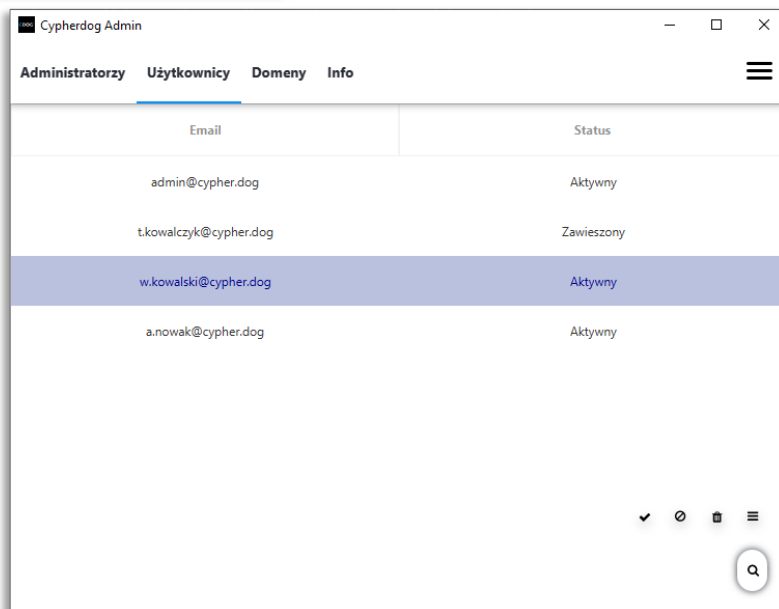 Cypherdog Admin
Administratorzy Użytkownicy Domeny Info
Email Status
admin@cypher.dog Aktywny
t.kowalczyk@cypher.dog Zawieszony
w.kowalski@cypher.dog Aktywny
a.nowak@cypher.dog Aktywny